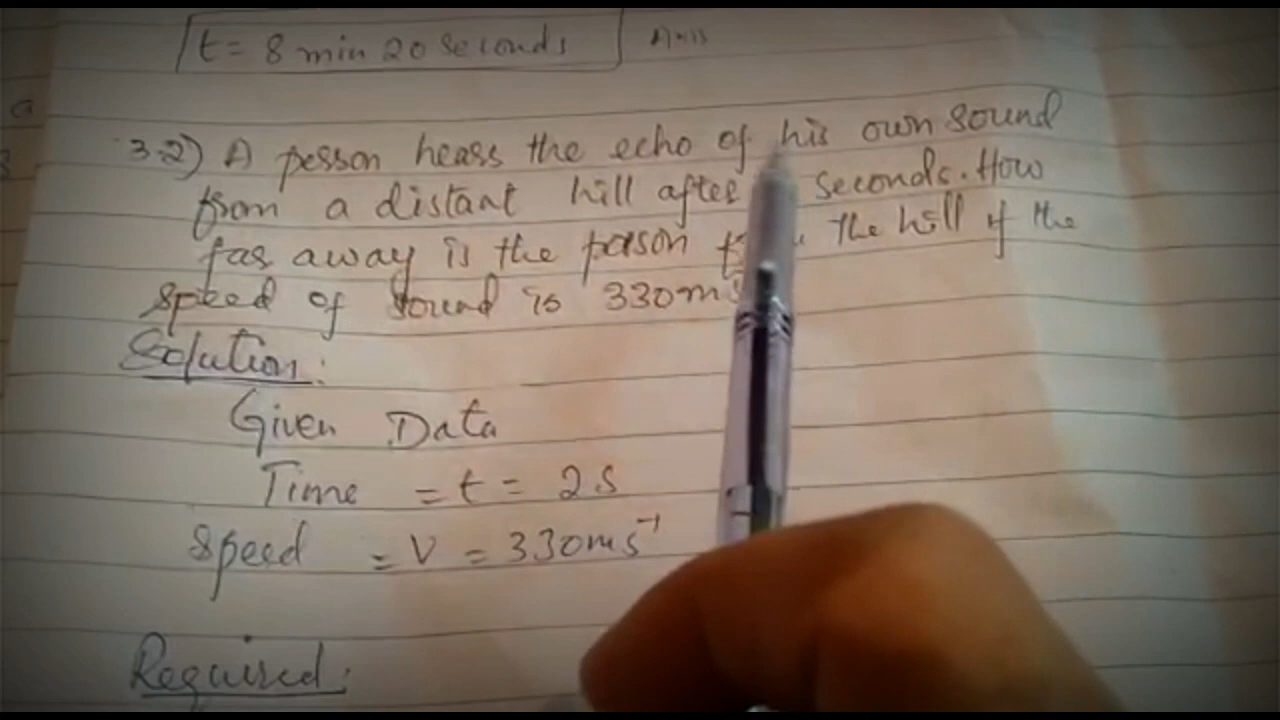 t = 8 min 20 seconds Ans
3.2) A person hears the echo of his own sound
from a distant hill after seconds. How
far away is the person the hill if the
speed of sound is 330m
Solution:
Given Data
Time = t = 2s
Speed = V = 330ms⁻¹
Required: